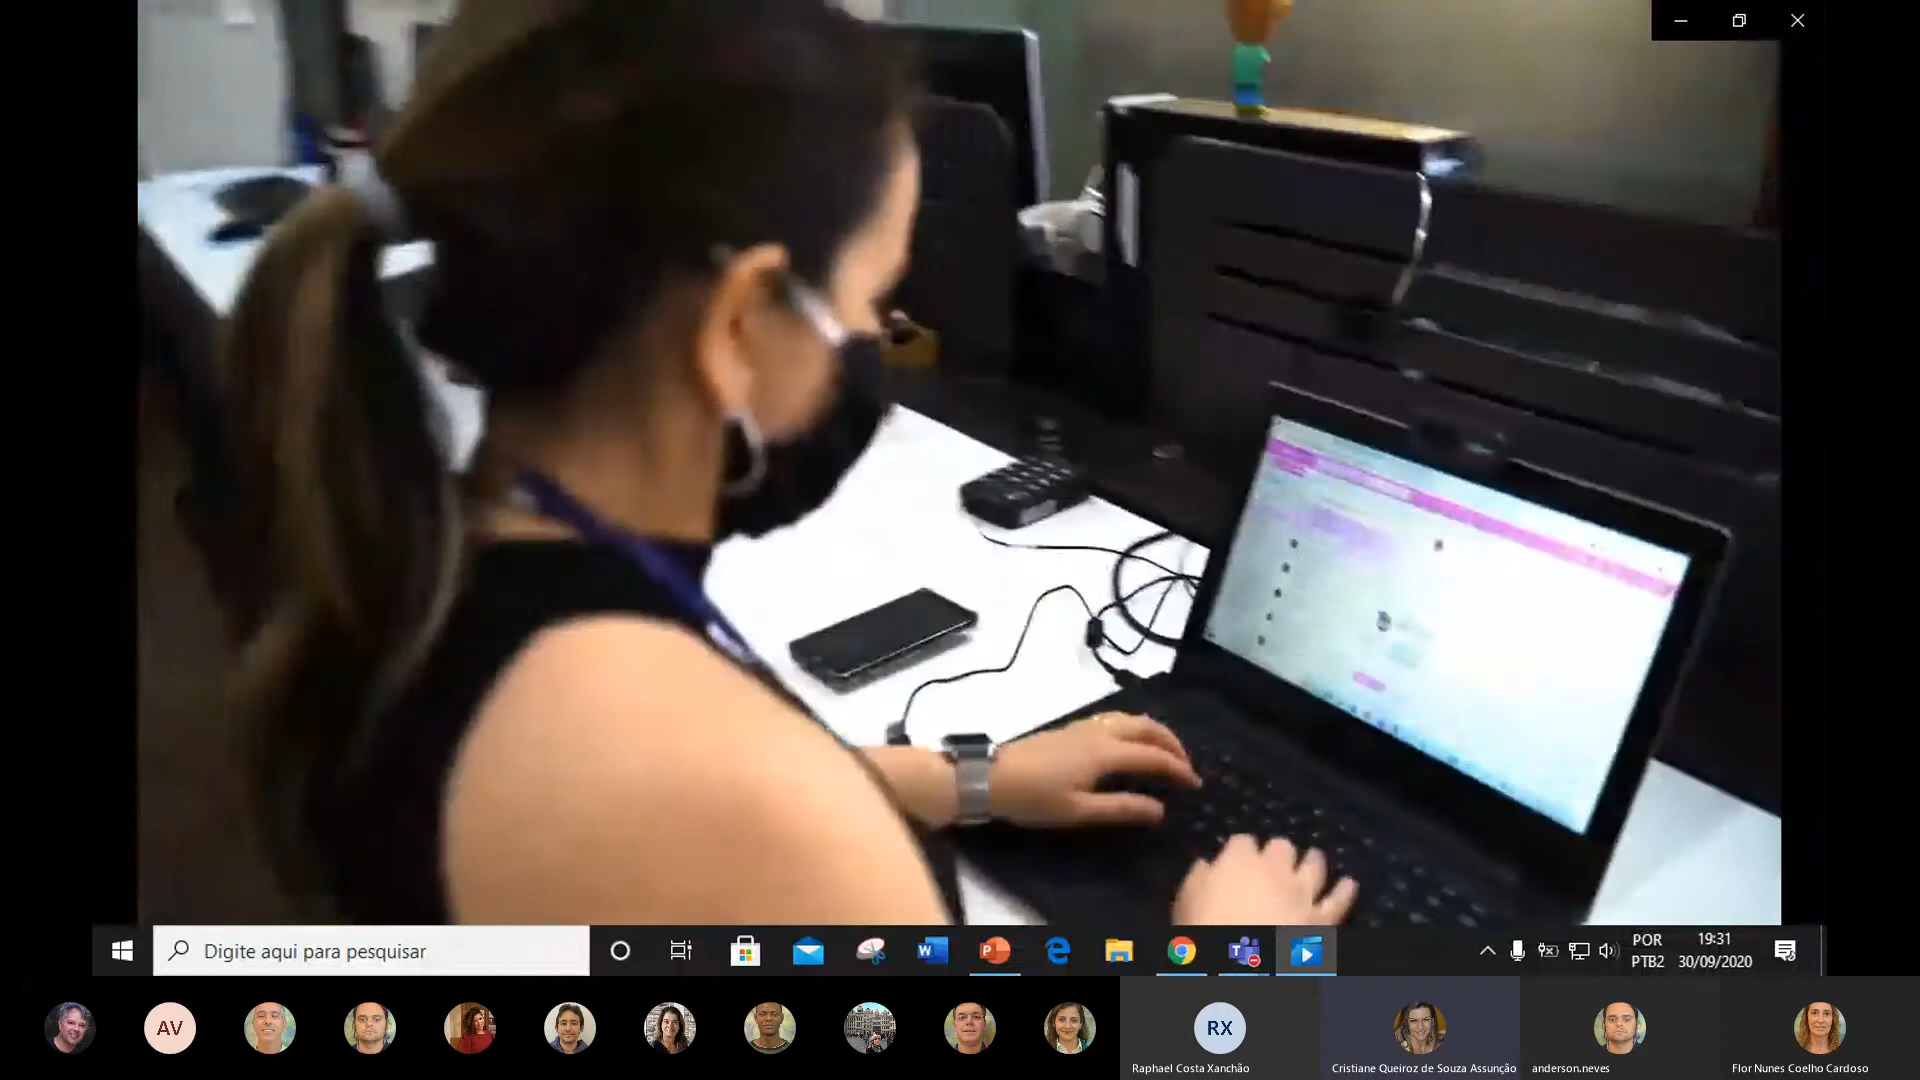 Digite aqui para pesquisar
POR
PTB2
19:31
30/09/2020
AV
RX
Raphael Costa Xanchão
Cristiane Queiroz de Souza Assunção
anderson.neves
Flor Nunes Coelho Cardoso